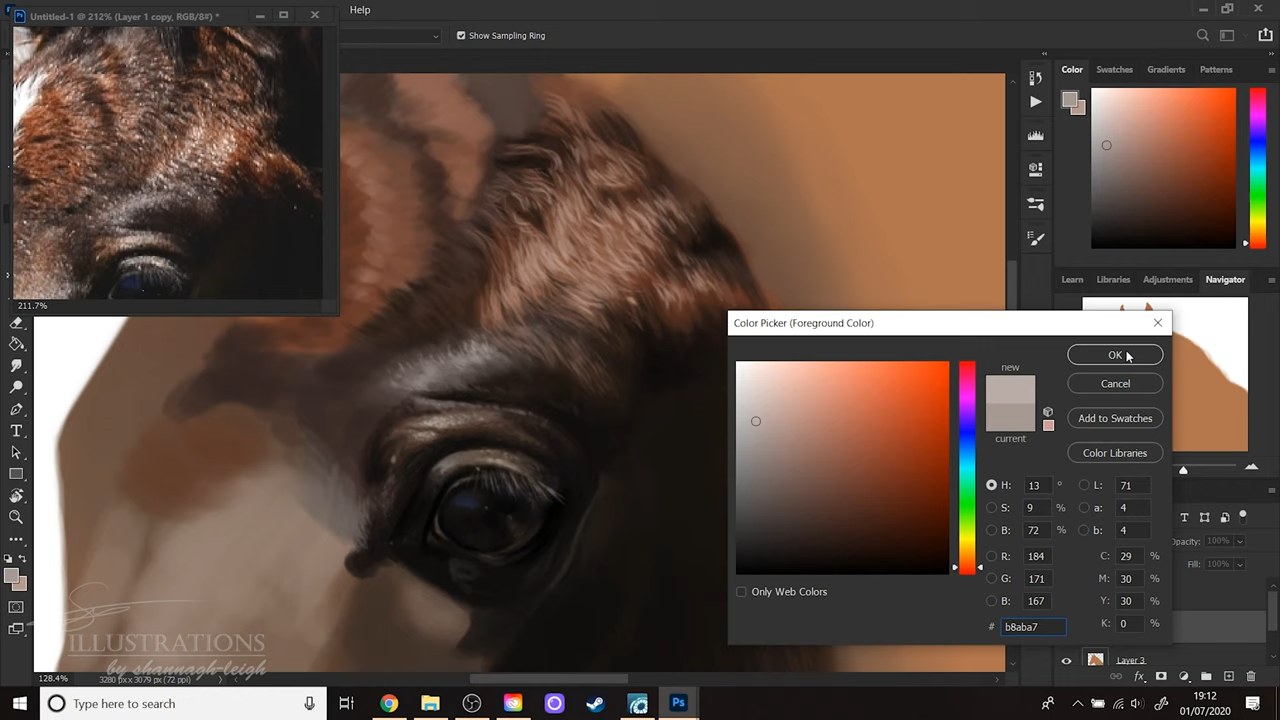 Untitled-1 @ 212% (Layer 1 copy, RGB/8#) *
Help
Show Sampling Ring
Color
Swatches
Gradients
Patterns
211.7%
Learn
Libraries
Adjustments
Navigator
Color Picker (Foreground Color)
new
current
OK
Cancel
Add to Swatches
Color Libraries
H: 13 °
S: 9 %
B: 72 %
R: 184
G: 171
B: 167
# b8aba7
L: 71
a: 4
b: 4
C: 29 %
M: 30 %
Y: 30 %
K: 0 %
Only Web Colors
Opacity: 100%
Fill: 100%
Layer 3
ILLUSTRATIONS
by shannagh-leigh
128.4%
3280 px x 3079 px (72 ppi)
Type here to search
19:12
01/07/2020